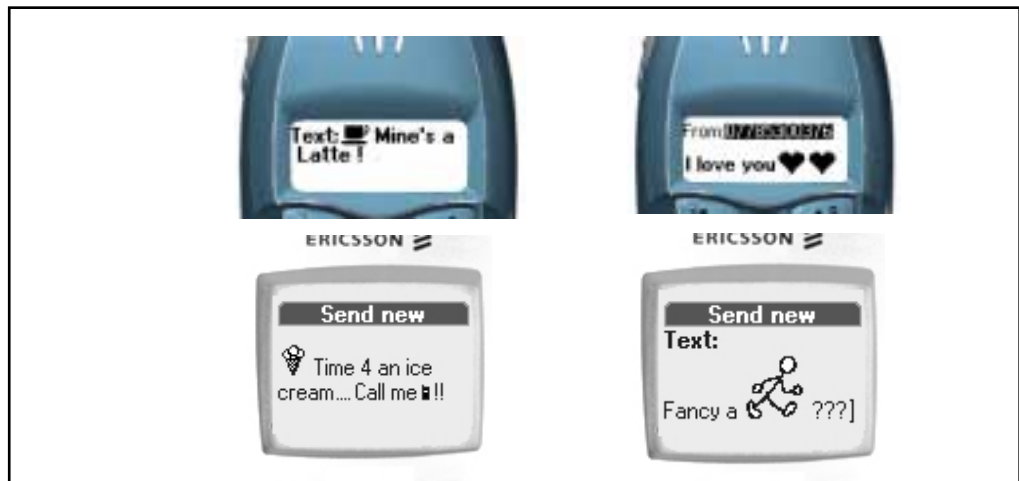 Text: Mine's a
Latte !
From 07785300376
I love you
ERICSSON
Send new
Time 4 an ice
cream.... Call me !!
ERICSSON
Send new
Text:
Fancy a ???]